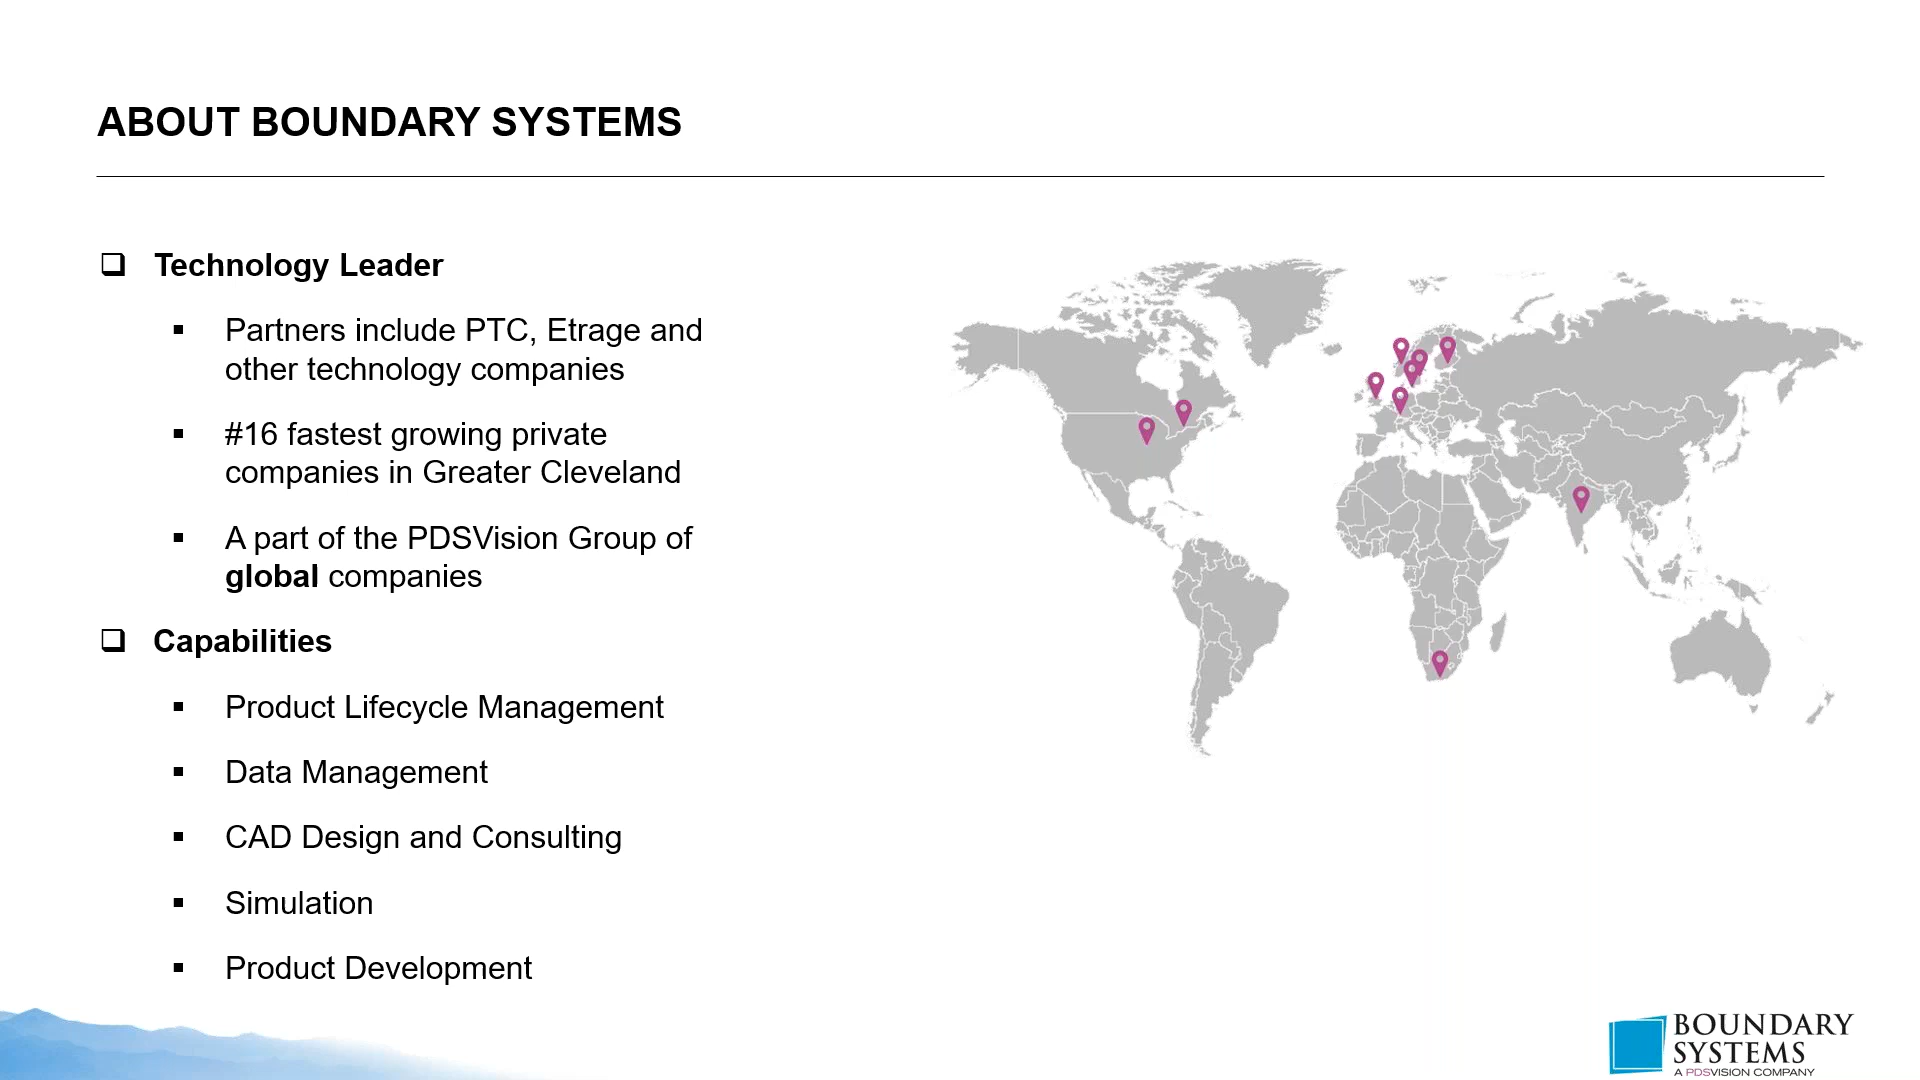 ABOUT BOUNDARY SYSTEMS
Technology Leader
Partners include PTC, Etrage and
other technology companies
#16 fastest growing private
companies in Greater Cleveland
A part of the PDSVision Group of
global companies
Capabilities
Product Lifecycle Management
Data Management
CAD Design and Consulting
Simulation
Product Development
BOUNDARY
SYSTEMS
A PDSVISION COMPANY